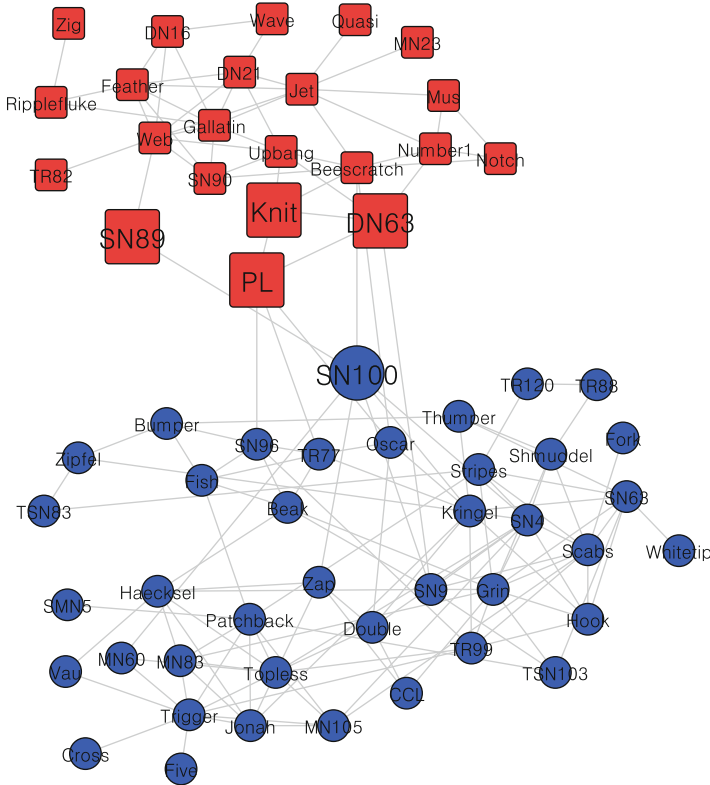 Zig
DN16
Wave
Quasi
MN23
DN21
Feather
Jet
Ripplefluke
Mus
Gallatin
Web
Upbang
Number1
Notch
Beescratch
TR82
SN90
Knit
DN63
SN89
PL
SN100
TR120
TR88
Thumper
Bumper
SN96
Oscar
Fork
TR77
Shmuddel
Zipfel
Stripes
Fish
SN63
TSN83
Beak
Kringel
SN4
Scabs
Whitetip
Zap
Haecksel
SN9
Grin
SMN5
Patchback
Double
Hook
TR99
MN60
MN83
Vau
Topless
TSN103
CCL
Trigger
Jonah
MN105
Cross
Five